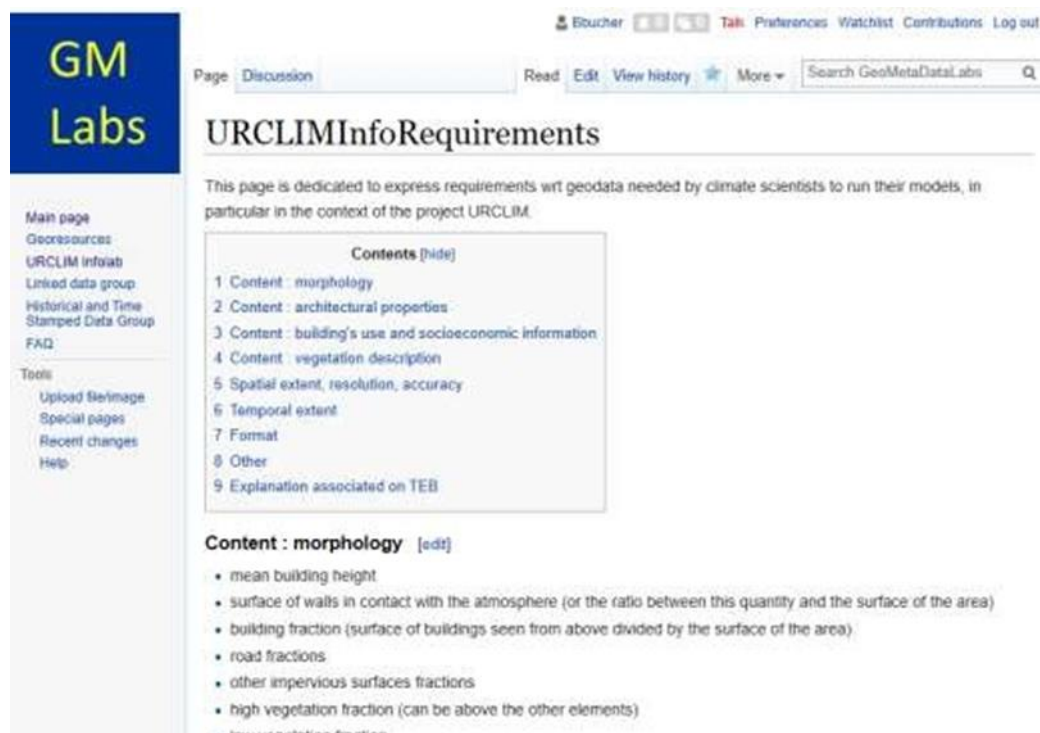 GM
Labs
Ebucher Talk Preferences Watchlist Contributions Log out
Page Discussion Read Edit View history More Search GeoMetaDataLabs
URCLIMInfoRequirements
This page is dedicated to express requirements wrt geodata needed by climate scientists to run their models, in
particular in the context of the project URCLIM.
Main page
Georesources
URCLIM Infolab
Linked data group
Historical and Time
Stamped Data Group
FAQ
Tools
Upload file/image
Special pages
Recent changes
Help
Contents [hide]
1 Content : morphology
2 Content : architectural properties
3 Content : building's use and socioeconomic information
4 Content : vegetation description
5 Spatial extent, resolution, accuracy
6 Temporal extent
7 Format
8 Other
9 Explanation associated on TEB
Content : morphology [edit]
• mean building height
• surface of walls in contact with the atmosphere (or the ratio between this quantity and the surface of the area)
• building fraction (surface of buildings seen from above divided by the surface of the area)
• road fractions
• other impervious surfaces fractions
• high vegetation fraction (can be above the other elements)